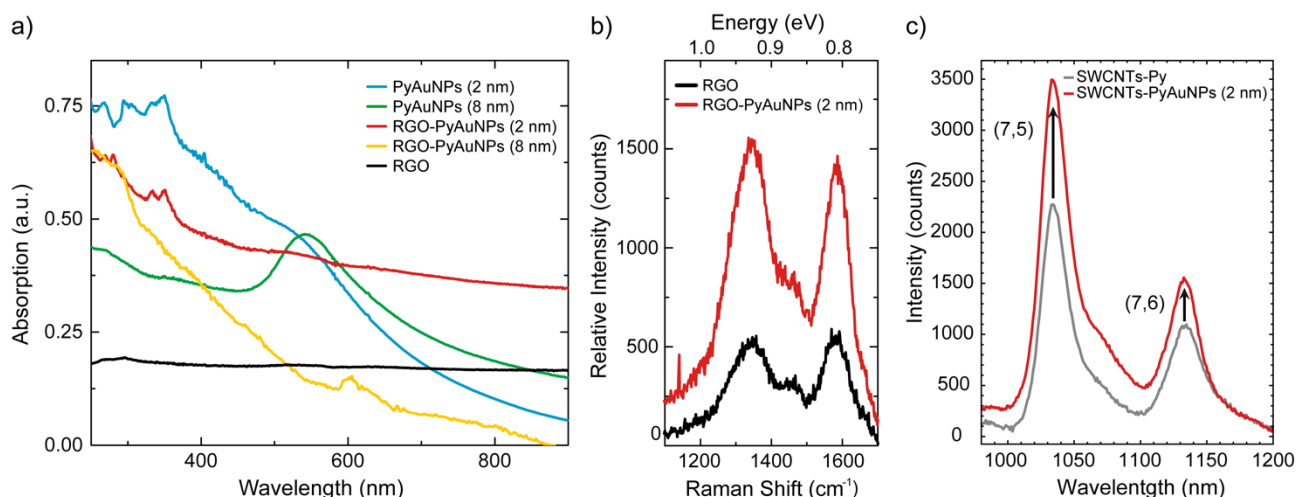 a)
0.75
0.50
0.25
0.00
Absorption (a.u.)
PyAuNPs (2 nm)
PyAuNPs (8 nm)
RGO-PyAuNPs (2 nm)
RGO-PyAuNPs (8 nm)
RGO
400
600
800
Wavelength (nm)
b)
Energy (eV)
1.0
0.9
0.8
RGO
RGO-PyAuNPs (2 nm)
1500
1000
500
0
Relative Intensity (counts)
1100
1400
1600
Raman Shift (cm⁻¹)
c)
3500
3000
2500
2000
1500
1000
500
0
Intensity (counts)
SWCNTs-Py
SWCNTs-PyAuNPs (2 nm)
(7,5)
(7,6)
1000
1050
1100
1150
1200
Wavelengtgh (nm)